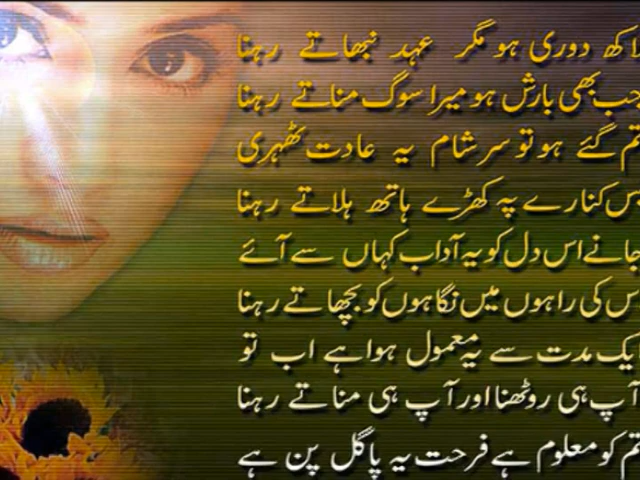 لاکھ دوری ہو مگر عہد نبھاتے رہنا
جب بھی بارش ہو میرا سوگ مناتے رہنا
تم گئے ہو تو سر شام یہ عادت ٹھہری
بس کنارے پہ کھڑے ہاتھ ہلاتے رہنا
جانے اس دل کو یہ آداب کہاں سے آئے
اس کی راہوں میں نگاہوں کو بچھاتے رہنا
ایک مدت سے یہ معمول ہوا ہے اب تو
آپ ہی روٹھنا اور آپ ہی مناتے رہنا
تم کو معلوم ہے فرحت یہ پاگل پن ہے